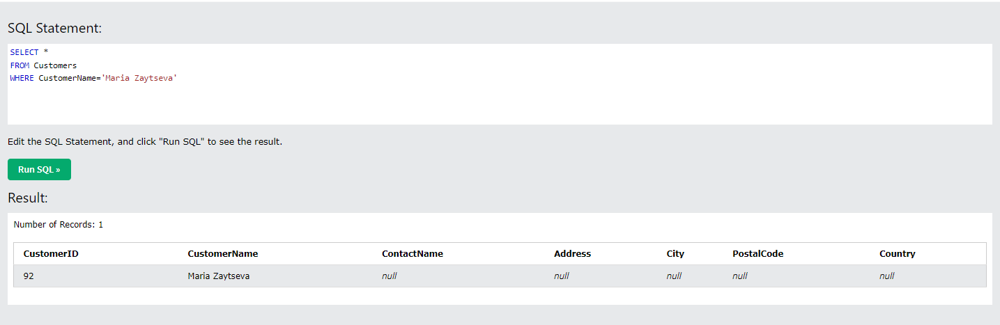 SQL Statement:
SELECT *
FROM Customers
WHERE CustomerName='Maria Zaytseva'
Edit the SQL Statement, and click "Run SQL" to see the result.
Run SQL »
Result:
Number of Records: 1
CustomerID CustomerName ContactName Address City PostalCode Country
92 Maria Zaytseva null null null null null